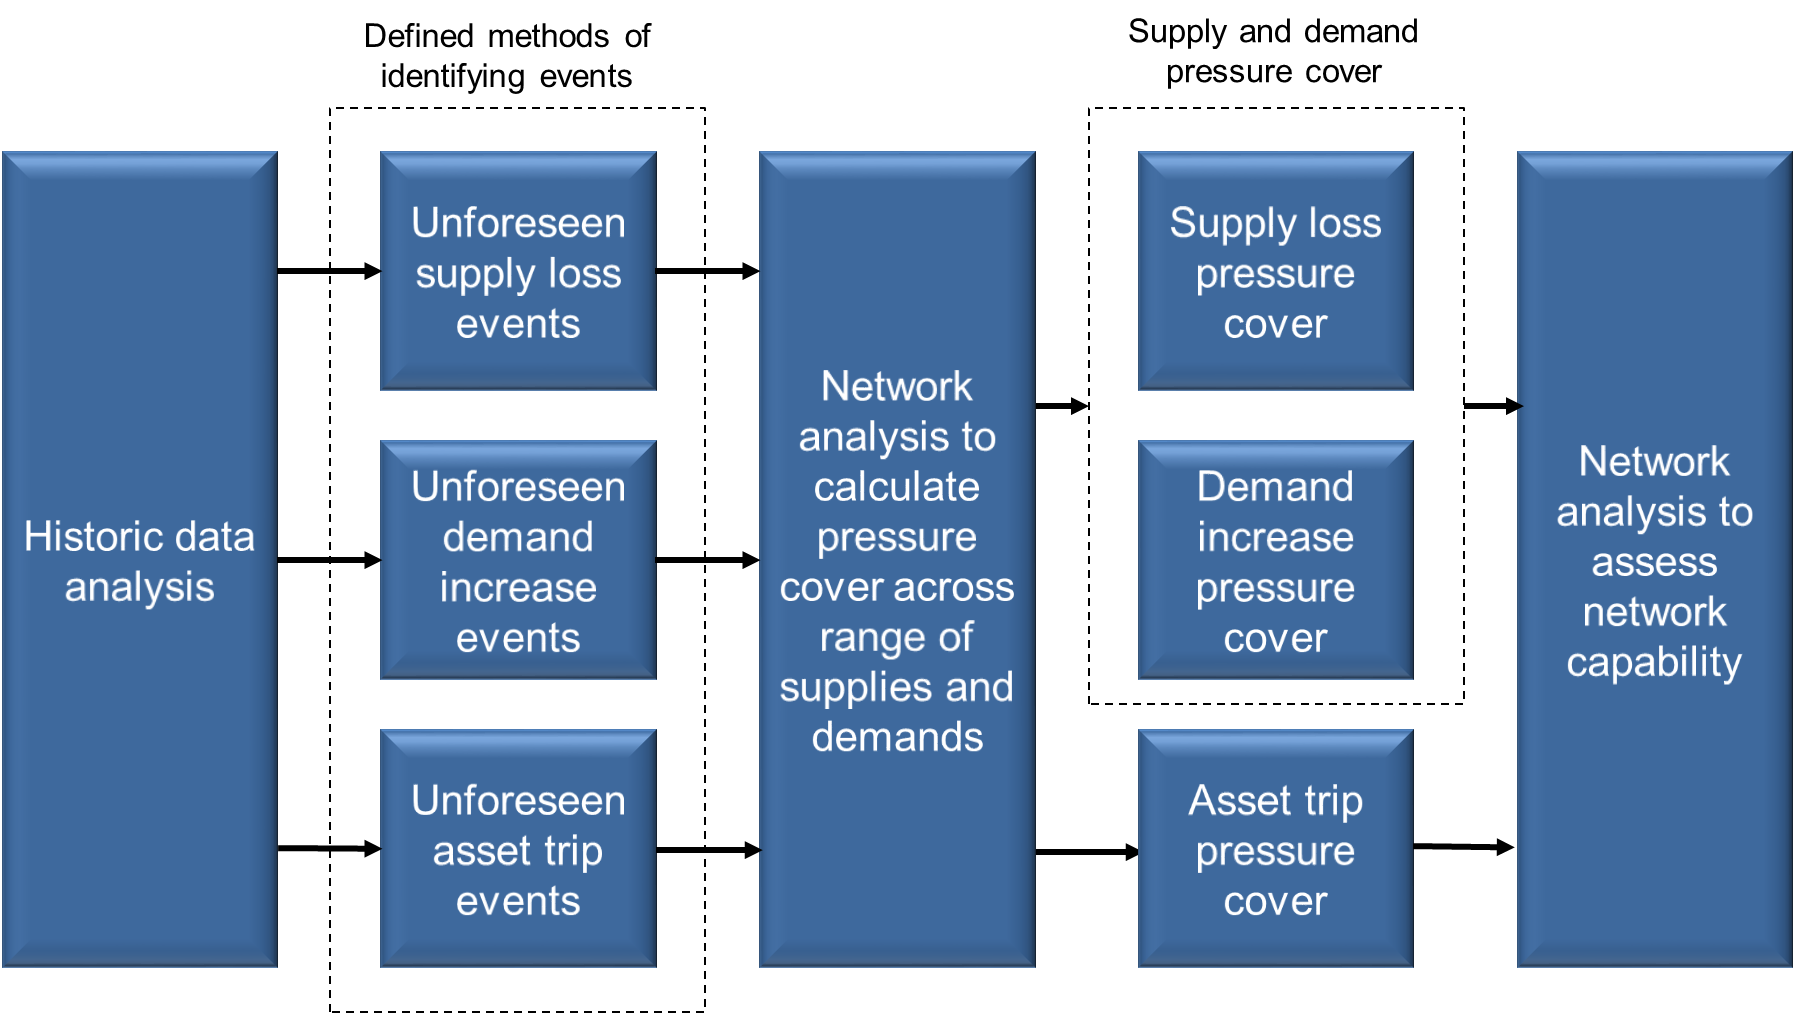 Defined methods of
identifying events
Supply and demand
pressure cover
Historic data
analysis
Unforeseen
supply loss
events
Unforeseen
demand
increase
events
Unforeseen
asset trip
events
Network
analysis to
calculate
pressure
cover across
range of
supplies and
demands
Supply loss
pressure
cover
Demand
increase
pressure
cover
Asset trip
pressure
cover
Network
analysis to
assess
network
capability